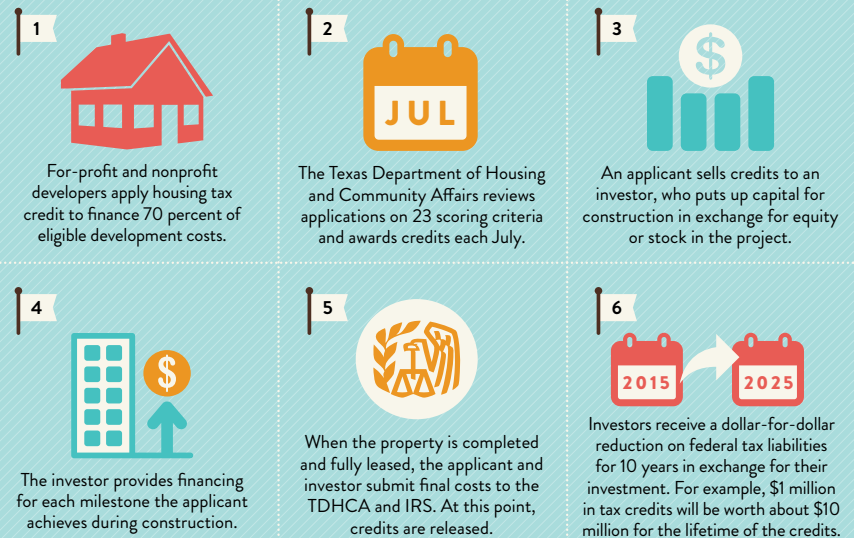 1
For-profit and nonprofit
developers apply housing tax
credit to finance 70 percent of
eligible development costs.
2
JUL
The Texas Department of Housing
and Community Affairs reviews
applications on 23 scoring criteria
and awards credits each July.
3
$
An applicant sells credits to an
investor, who puts up capital for
construction in exchange for equity
or stock in the project.
4
$
The investor provides financing
for each milestone the applicant
achieves during construction.
5
When the property is completed
and fully leased, the applicant and
investor submit final costs to the
TDHCA and IRS. At this point,
credits are released.
6
2015
2025
Investors receive a dollar-for-dollar
reduction on federal tax liabilities
for 10 years in exchange for their
investment. For example, $1 million
in tax credits will be worth about $10
million for the lifetime of the credits.